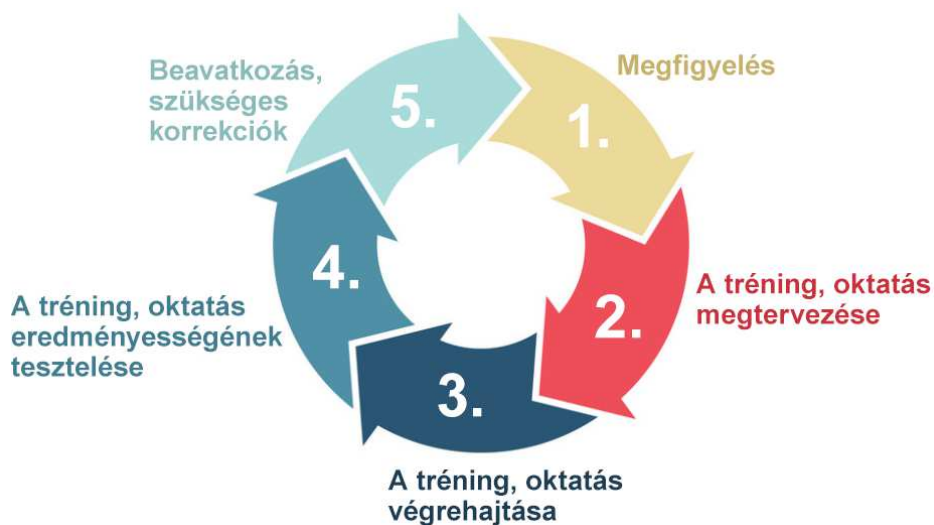 1.
Megfigyelés
2.
A tréning, oktatás
megtervezése
3.
A tréning, oktatás
végrehajtása
4.
A tréning, oktatás
eredményességének
tesztelése
5.
Beavatkozás,
szükséges
korrekciók